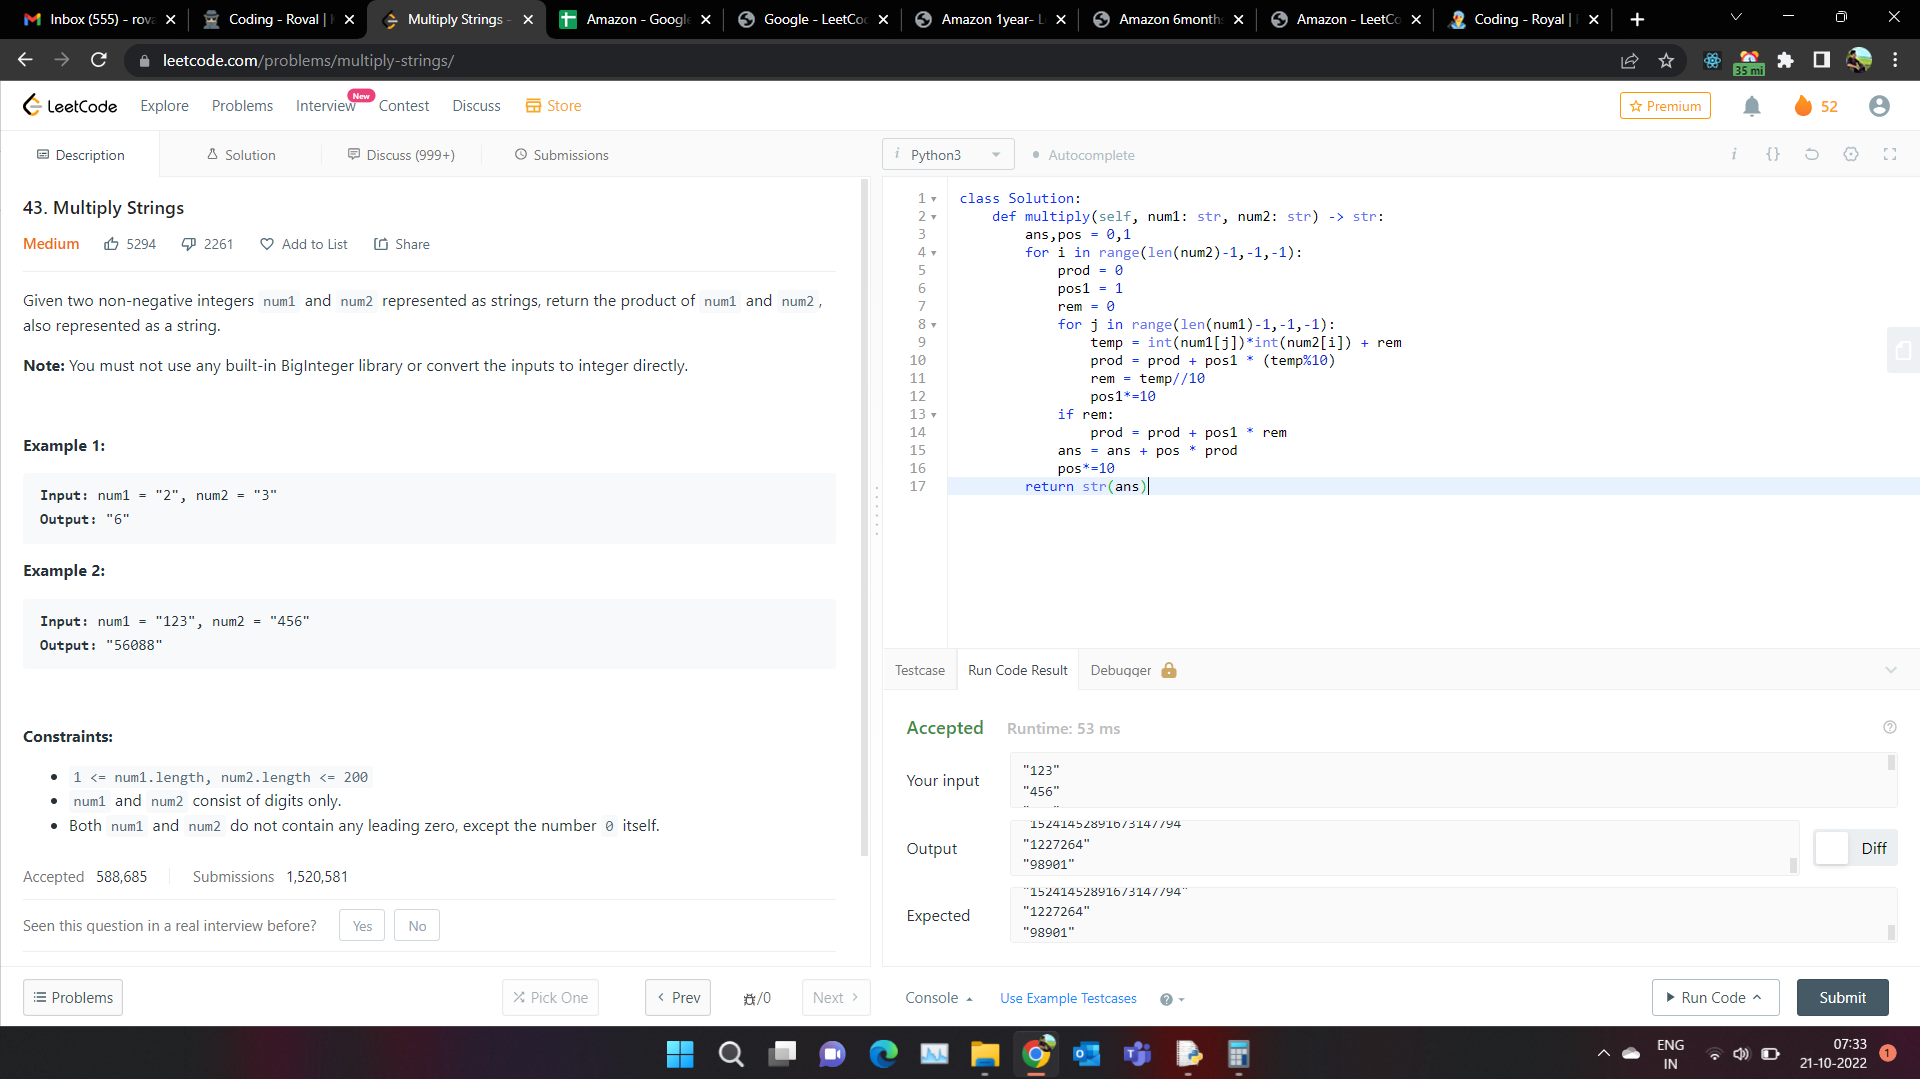 Inbox (555) - rova
Coding - Roval |
Multiply Strings -
Amazon - Google
Google - LeetCo
Amazon 1year- L
Amazon 6months
Amazon - LeetCo
Coding - Royal |
leetcode.com/problems/multiply-strings/
35 mi
LeetCode
Explore
Problems
Interview
New
Contest
Discuss
Store
Premium
52
Description
Solution
Discuss (999+)
Submissions
i Python3
Autocomplete
43. Multiply Strings
Medium
5294
2261
Add to List
Share
Given two non-negative integers num1 and num2 represented as strings, return the product of num1 and num2 ,
also represented as a string.
Note: You must not use any built-in BigInteger library or convert the inputs to integer directly.
Example 1:
Input: num1 = "2", num2 = "3"
Output: "6"
Example 2:
Input: num1 = "123", num2 = "456"
Output: "56088"
Constraints:
1 <= num1.length, num2.length <= 200
num1 and num2 consist of digits only.
Both num1 and num2 do not contain any leading zero, except the number 0 itself.
Accepted 588,685
Submissions 1,520,581
Seen this question in a real interview before?
Yes
No
Problems
Pick One
Prev
/0
Next
1 class Solution:
2 def multiply(self, num1: str, num2: str) -> str:
3 ans,pos = 0,1
4 for i in range(len(num2)-1,-1,-1):
5 prod = 0
6 pos1 = 1
7 rem = 0
8 for j in range(len(num1)-1,-1,-1):
9 temp = int(num1[j])*int(num2[i]) + rem
10 prod = prod + pos1 * (temp%10)
11 rem = temp//10
12 pos1*=10
13 if rem:
14 prod = prod + pos1 * rem
15 ans = ans + pos * prod
16 pos*=10
17 return str(ans)
Testcase
Run Code Result
Debugger
Accepted
Runtime: 53 ms
Your input
"123"
"456"
Output
15241452891673147794
"1227264"
"98901"
Diff
Expected
"15241452891673147794"
"1227264"
"98901"
Console
Use Example Testcases
Run Code
Submit
ENG
IN
07:33
21-10-2022
1